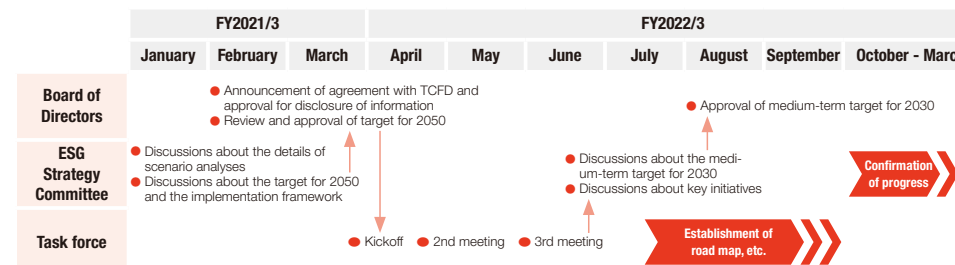 FY2021/3
FY2022/3
January
February
March
April
May
June
July
August
September
October - Marc
Board of
Directors
● Announcement of agreement with TCFD and
approval for disclosure of information
● Review and approval of target for 2050
● Approval of medium-term target for 2030
ESG
Strategy
Committee
● Discussions about the details of
scenario analyses
● Discussions about the target for 2050
and the implementation framework
● Discussions about the medi-
um-term target for 2030
● Discussions about key initiatives
Confirmation
of progress
Task force
● Kickoff
● 2nd meeting
● 3rd meeting
Establishment of
road map, etc.